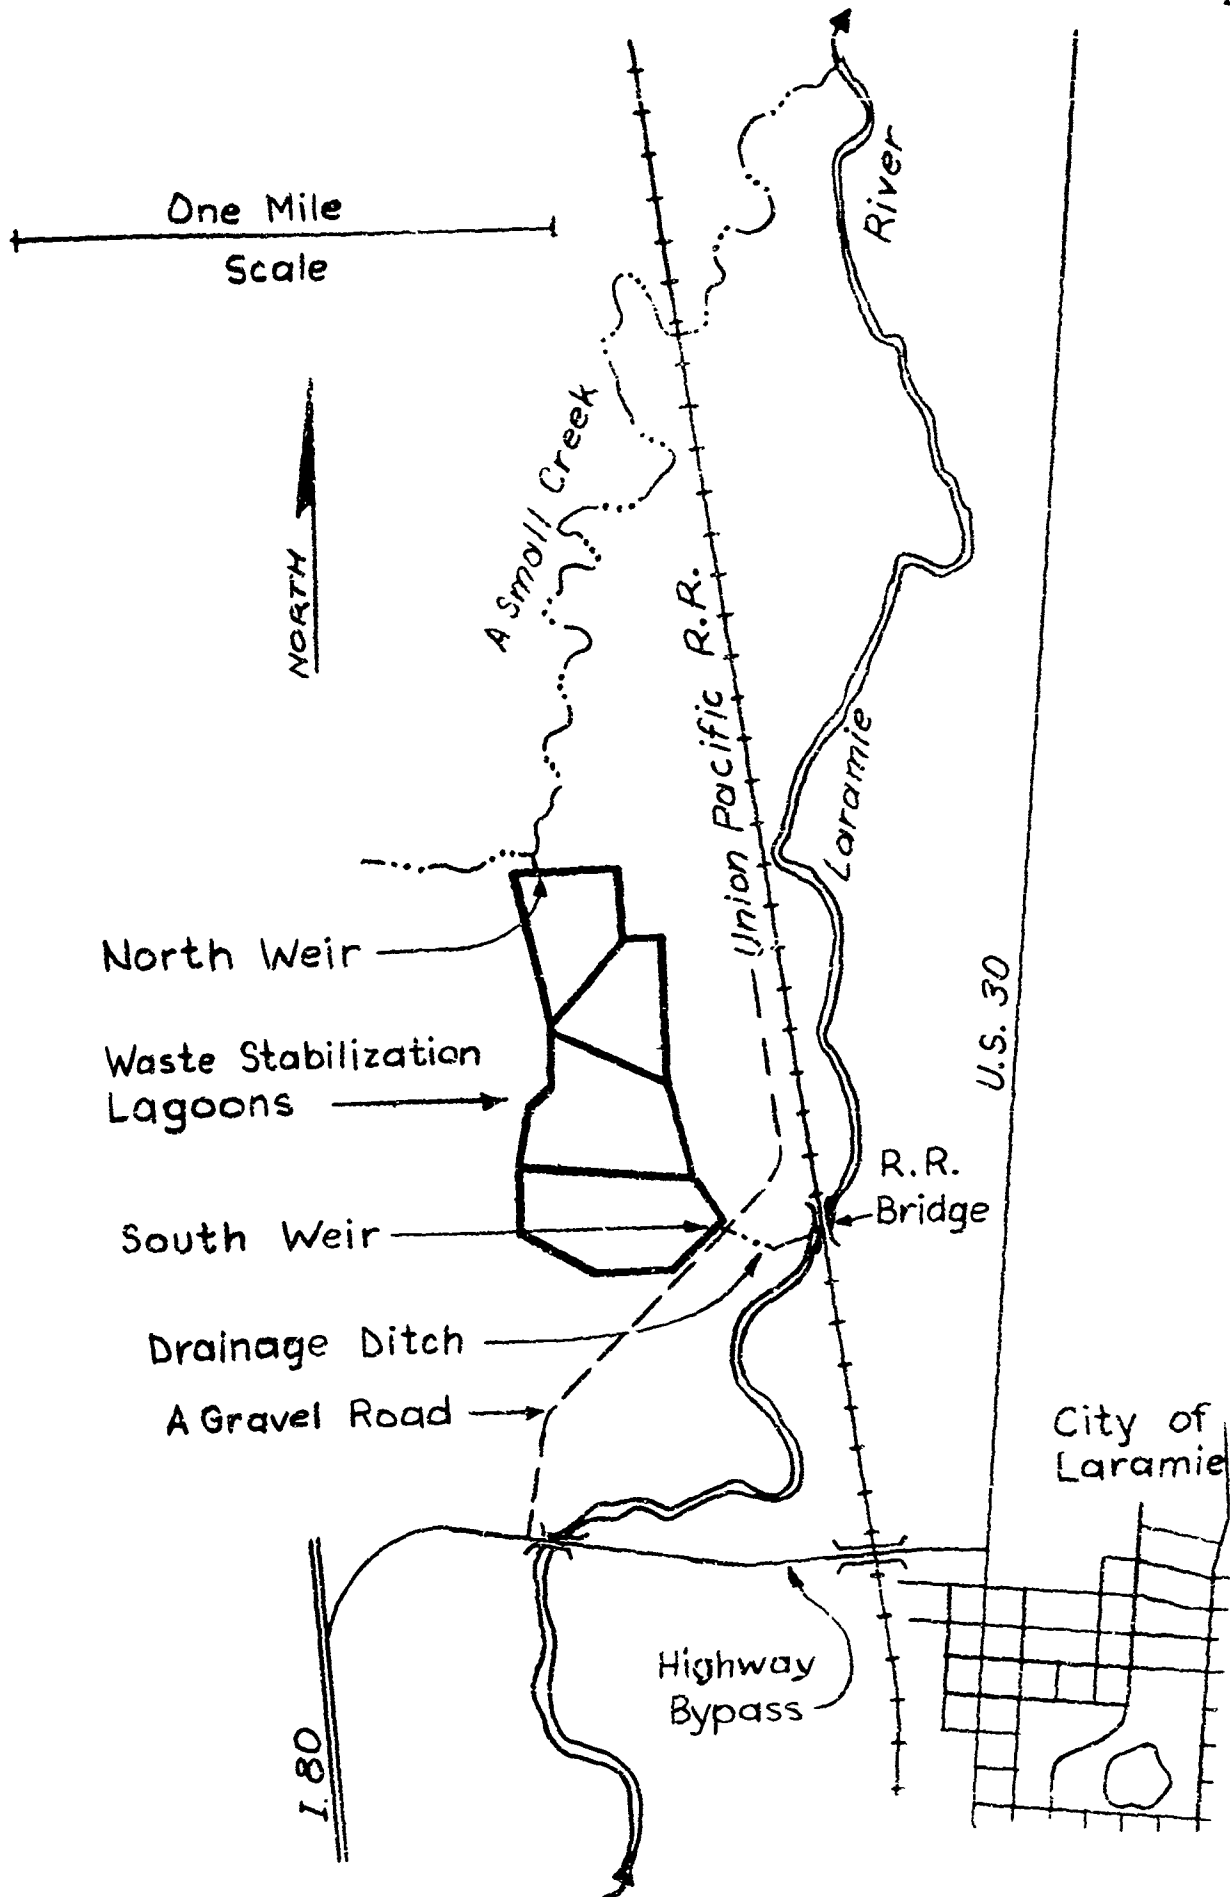 River
One Mile
Scale
A Small Creek
NORTH
Union Pacific R.R.
Laramie
North Weir
U.S. 30
Waste Stabilization
Lagoons
R.R.
Bridge
South Weir
Drainage Ditch
A Gravel Road
City of
Laramie
Highway
Bypass
I. 80